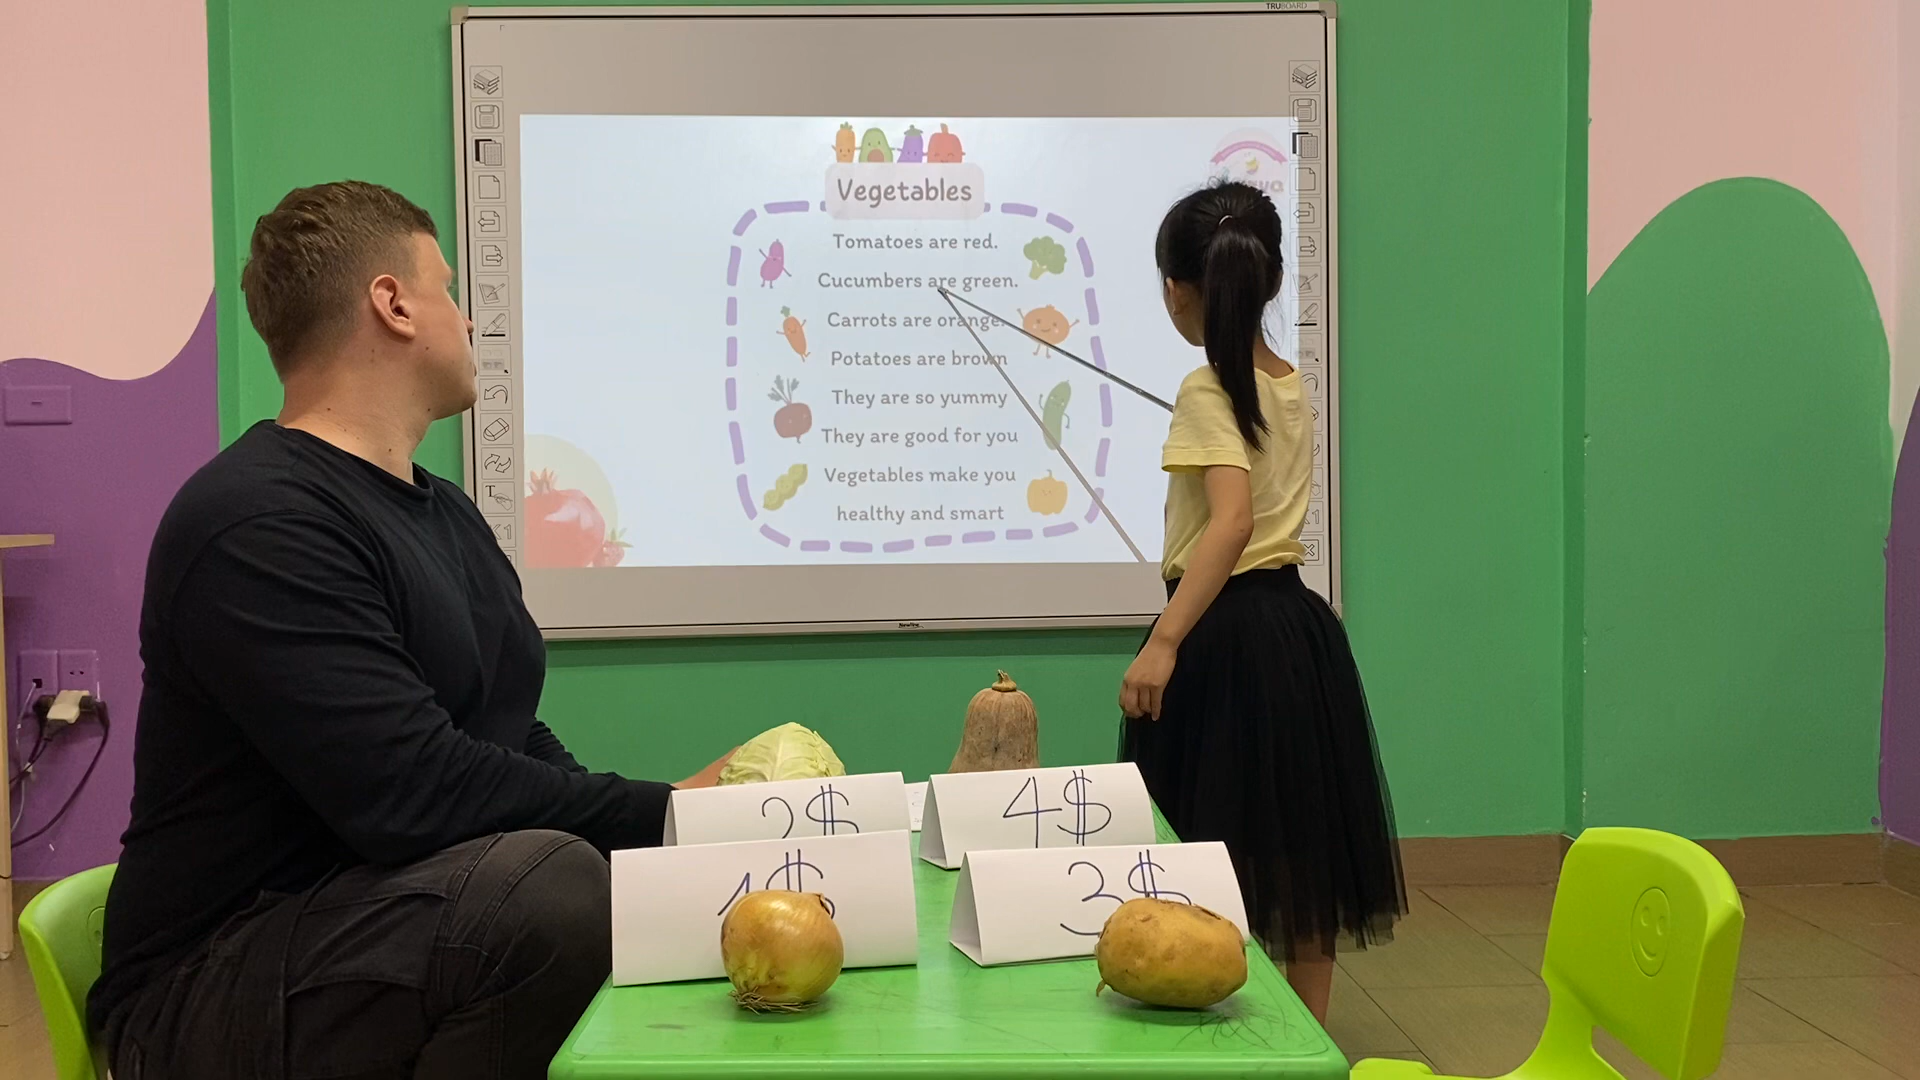 TRUBOARD
Vegetables
Tomatoes are red.
Cucumbers are green.
Carrots are orange.
Potatoes are brown
They are so yummy
They are good for you
Vegetables make you
healthy and smart
2$
4$
1$
3$